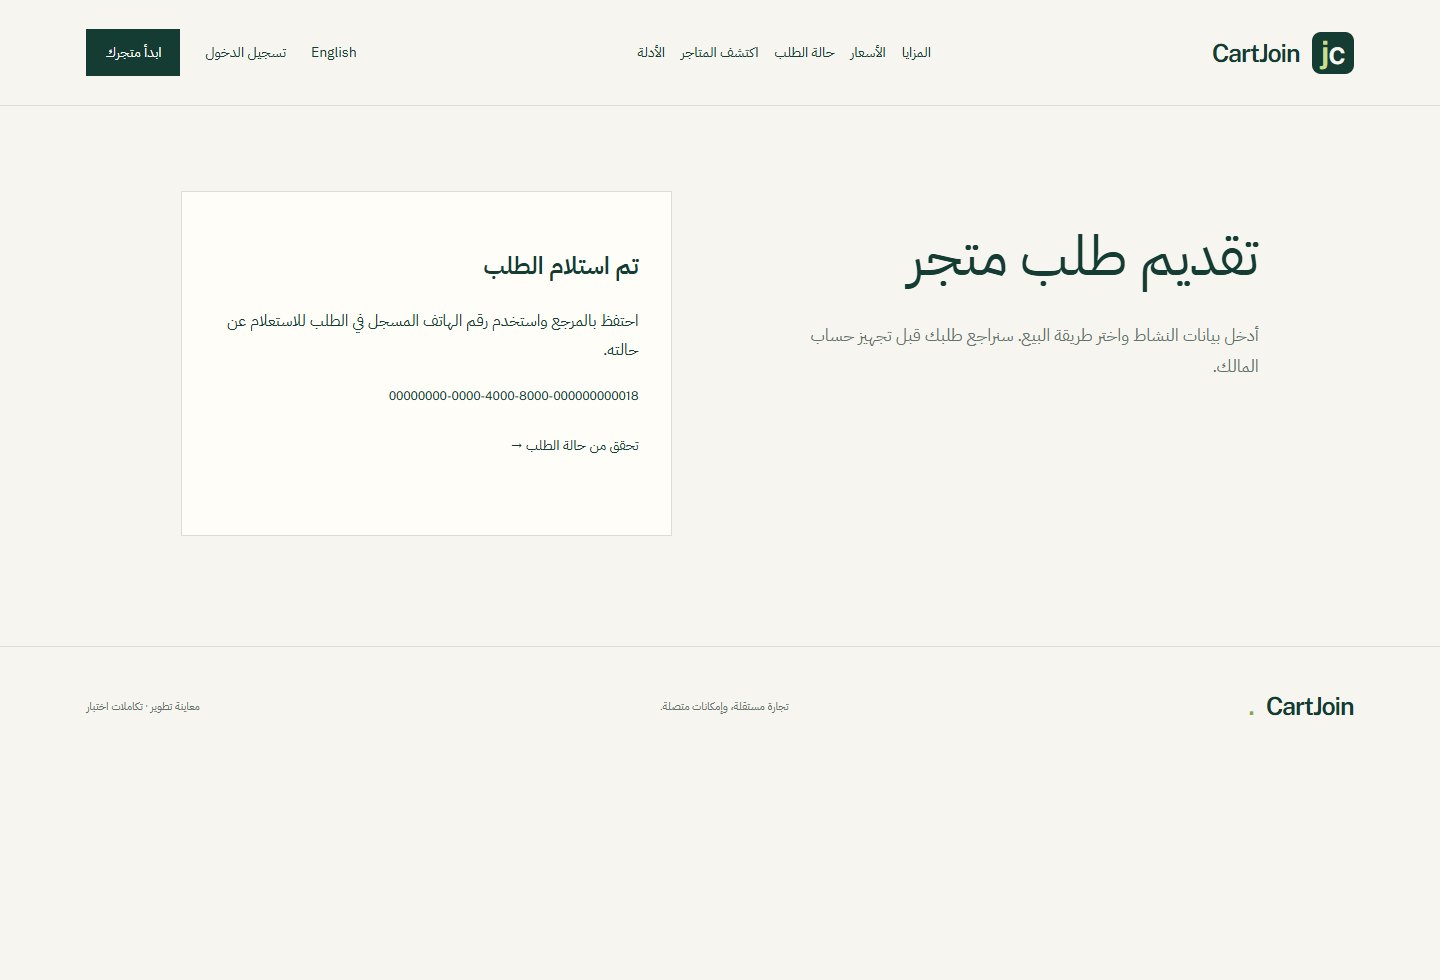 jc CartJoin
المزايا الأسعار حالة الطلب اكتشف المتاجر الأدلة
English تسجيل الدخول ابدأ متجرك
تقديم طلب متجر
أدخل بيانات النشاط واختر طريقة البيع. سنراجع طلبك قبل تجهيز حساب
المالك.
تم استلام الطلب
احتفظ بالمرجع واستخدم رقم الهاتف المسجل في الطلب للاستعلام عن
حالته.
00000000-0000-4000-8000-000000000018
تحقق من حالة الطلب →
CartJoin .
تجارة مستقلة، وإمكانات متصلة.
معاينة تطوير · تكاملات اختبار